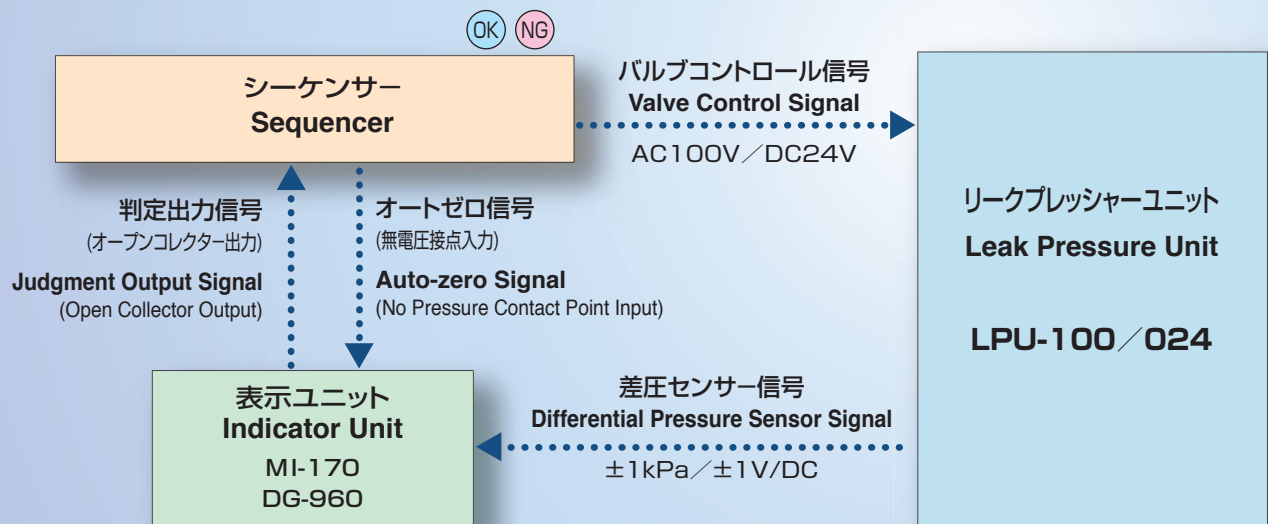 OK NG
シーケンサー
Sequencer
バルブコントロール信号
Valve Control Signal
AC100V／DC24V
判定出力信号
(オープンコレクター出力)
Judgment Output Signal
(Open Collector Output)
オートゼロ信号
(無電圧接点入力)
Auto-zero Signal
(No Pressure Contact Point Input)
リークプレッシャーユニット
Leak Pressure Unit
LPU-100／024
表示ユニット
Indicator Unit
MI-170
DG-960
差圧センサー信号
Differential Pressure Sensor Signal
±1kPa／±1V/DC